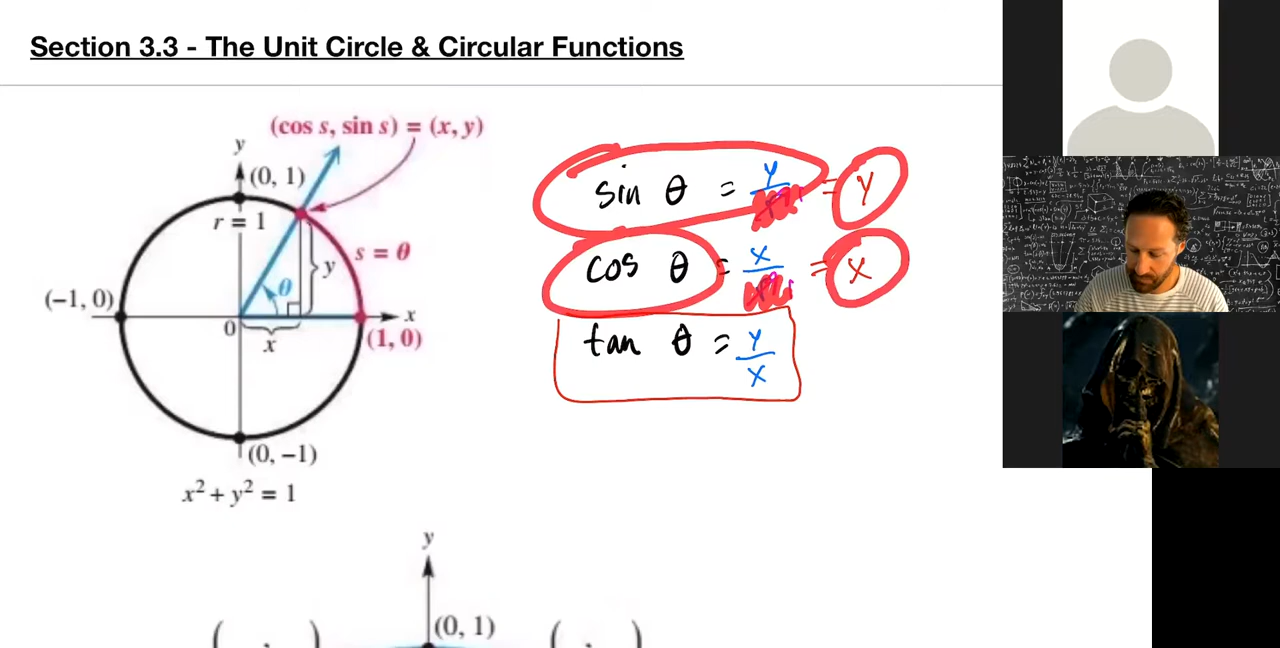 Section 3.3 - The Unit Circle & Circular Functions
(cos s, sin s) = (x, y)
y
(0, 1)
r = 1
s = θ
y
θ
(−1, 0)
x
0
x
(1, 0)
(0, −1)
x² + y² = 1
sin θ = y = y
cos θ = x = x
tan θ = y/x
y
(0, 1)
( , ) ( , )